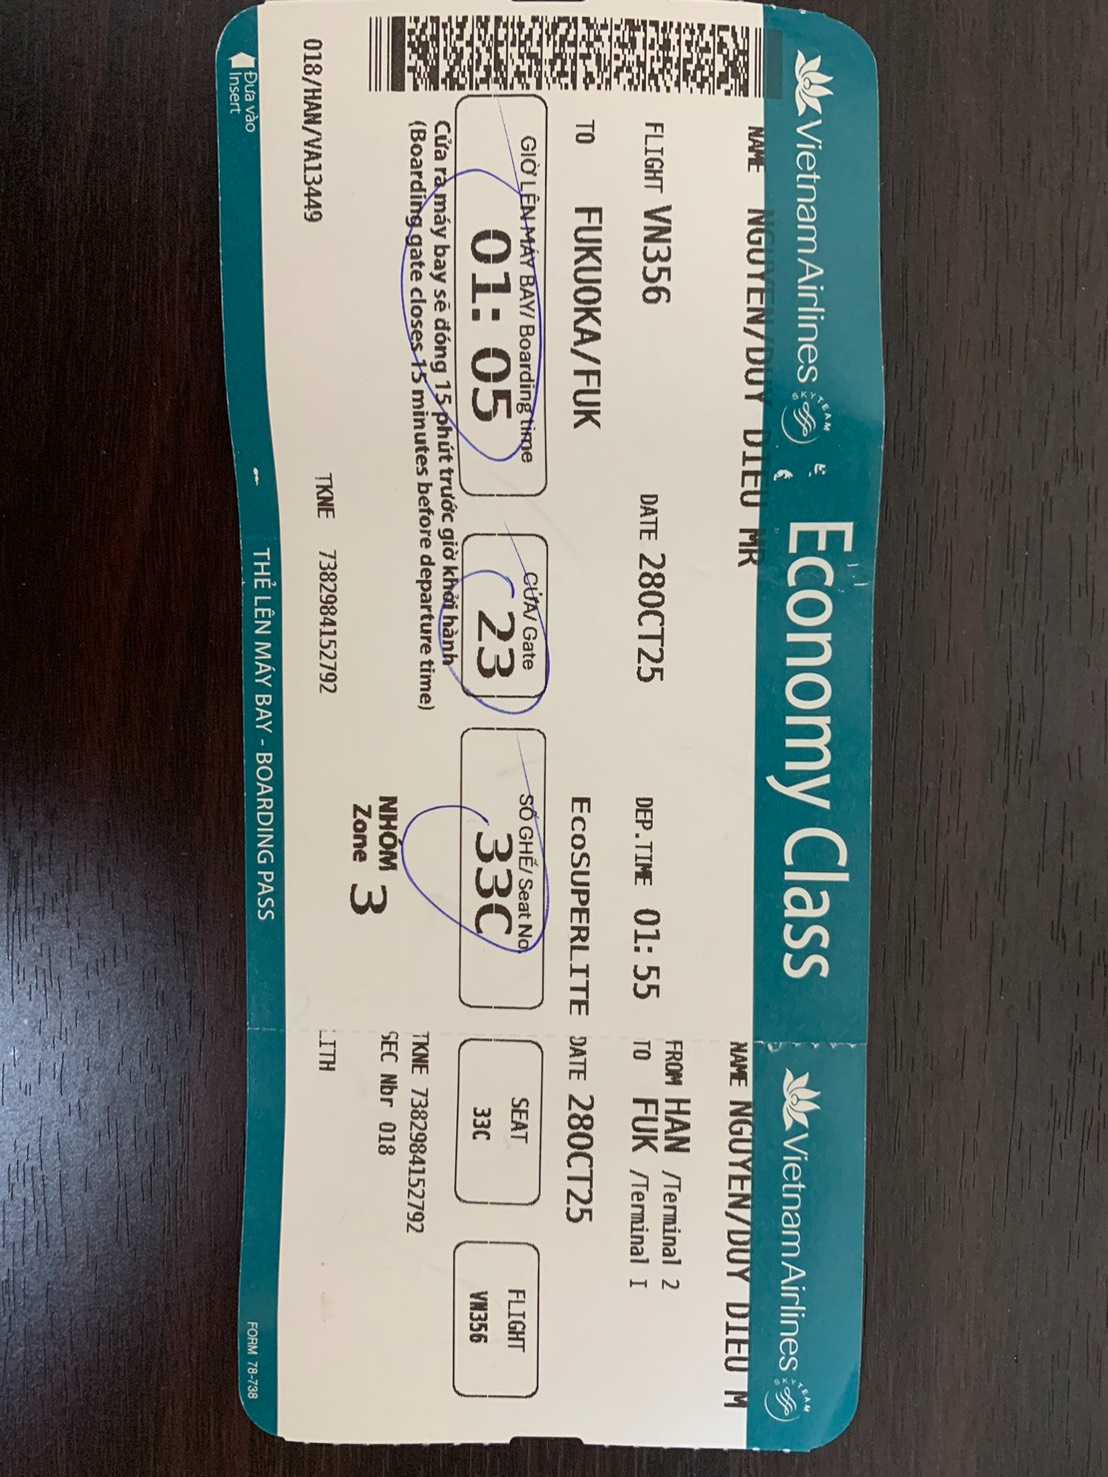 Vietnam Airlines SKYTEAM Economy Class
NAME NGUYEN/DUY DIEU MR
FLIGHT VN356 DATE 28OCT25 DEP.TIME 01:55
TO FUKUOKA/FUK EcoSUPERLITE
GIỜ LÊN MÁY BAY/ Boarding time
01:05
CỬA/ Gate
23
SỐ GHẾ/ Seat No
33C
Cửa ra máy bay sẽ đóng 15 phút trước giờ khởi hành
(Boarding gate closes 15 minutes before departure time)
NHÓM
Zone 3
018/HAN/VA13449 TKNE 7382984152792
Đưa vào
Insert
THẺ LÊN MÁY BAY - BOARDING PASS
Vietnam Airlines SKYTEAM
NAME NGUYEN/DUY DIEU M
FROM HAN /Terminal 2
TO FUK /Terminal I
DATE 28OCT25
SEAT
33C
FLIGHT
VN356
TKNE 7382984152792
SEC Nbr 018
LITH
FORM 78-738